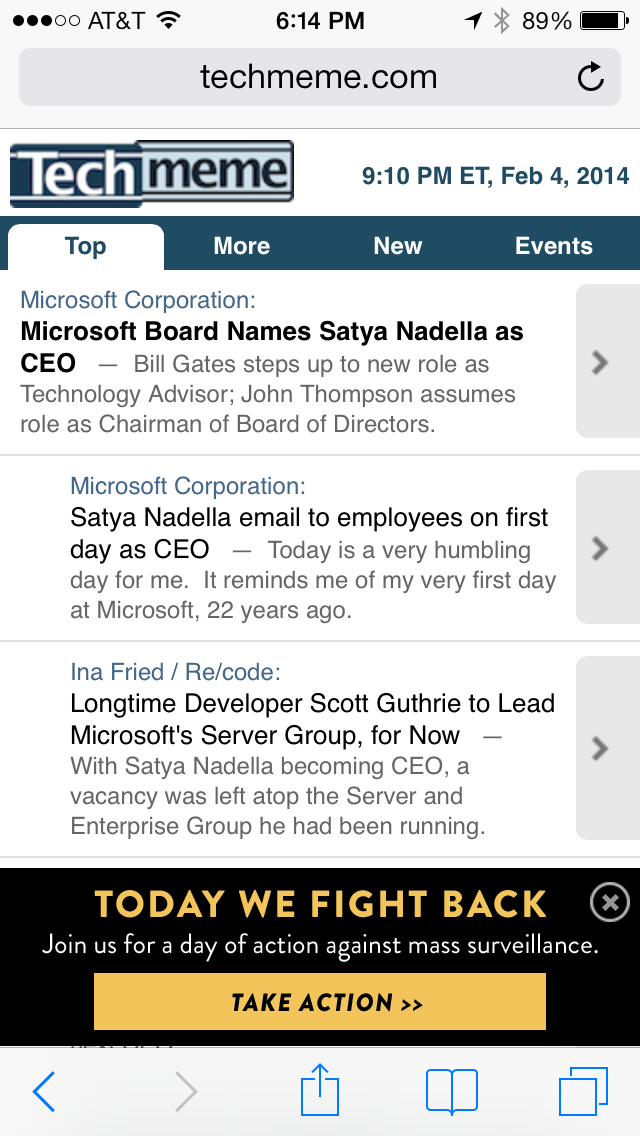 AT&T 6:14 PM 89%
techmeme.com
Techmeme 9:10 PM ET, Feb 4, 2014
Top More New Events
Microsoft Corporation:
Microsoft Board Names Satya Nadella as
CEO — Bill Gates steps up to new role as
Technology Advisor; John Thompson assumes
role as Chairman of Board of Directors.
Microsoft Corporation:
Satya Nadella email to employees on first
day as CEO — Today is a very humbling
day for me. It reminds me of my very first day
at Microsoft, 22 years ago.
Ina Fried / Re/code:
Longtime Developer Scott Guthrie to Lead
Microsoft's Server Group, for Now —
With Satya Nadella becoming CEO, a
vacancy was left atop the Server and
Enterprise Group he had been running.
TODAY WE FIGHT BACK
Join us for a day of action against mass surveillance.
TAKE ACTION >>